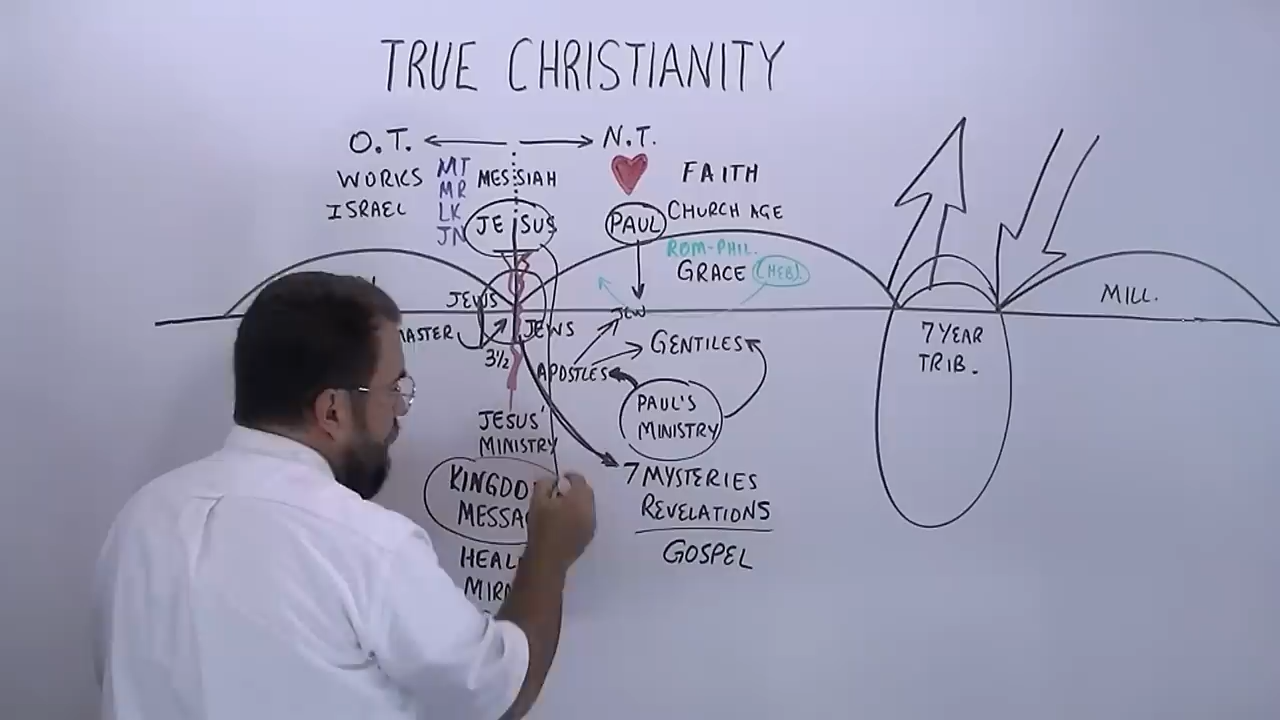 TRUE CHRISTIANITY
O.T. N.T.
WORKS
ISRAEL
MT
MR
LK
JN
MESSIAH
JESUS
PAUL
FAITH
CHURCH AGE
ROM-PHIL.
GRACE (HEB).
JEWS
JEWS
3½
JEW
GENTILES
APOSTLES
PAUL'S
MINISTRY
JESUS'
MINISTRY
7 MYSTERIES
REVELATIONS
GOSPEL
7 YEAR
TRIB.
MILL.